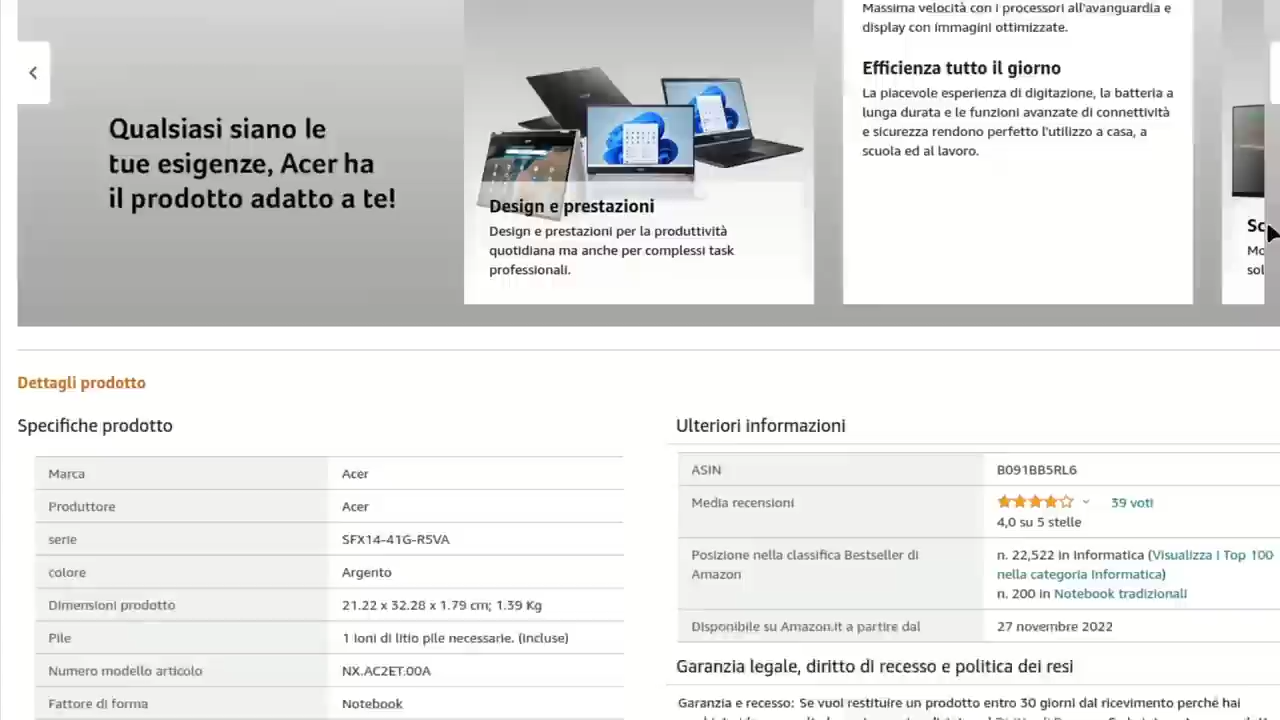 Massima velocità con i processori all'avanguardia e
display con immagini ottimizzate.
Efficienza tutto il giorno
La piacevole esperienza di digitazione, la batteria a
lunga durata e le funzioni avanzate di connettività
e sicurezza rendono perfetto l'utilizzo a casa, a
scuola ed al lavoro.
Qualsiasi siano le
tue esigenze, Acer ha
il prodotto adatto a te!
Design e prestazioni
Design e prestazioni per la produttività
quotidiana ma anche per complessi task
professionali.
Dettagli prodotto
Specifiche prodotto
Marca Acer
Produttore Acer
serie SFX14-41G-R5VA
colore Argento
Dimensioni prodotto 21.22 x 32.28 x 1.79 cm; 1.39 Kg
Pile 1 Ioni di litio pile necessarie. (incluse)
Numero modello articolo NX.AC2ET.00A
Fattore di forma Notebook
Ulteriori informazioni
ASIN B091BB5RL6
Media recensioni 39 voti
4,0 su 5 stelle
Posizione nella classifica Bestseller di
Amazon
n. 22,522 in Informatica (Visualizza i Top 100
nella categoria Informatica)
n. 200 in Notebook tradizionali
Disponibile su Amazon.it a partire dal 27 novembre 2022
Garanzia legale, diritto di recesso e politica dei resi
Garanzia e recesso: Se vuoi restituire un prodotto entro 30 giorni dal ricevimento perché hai